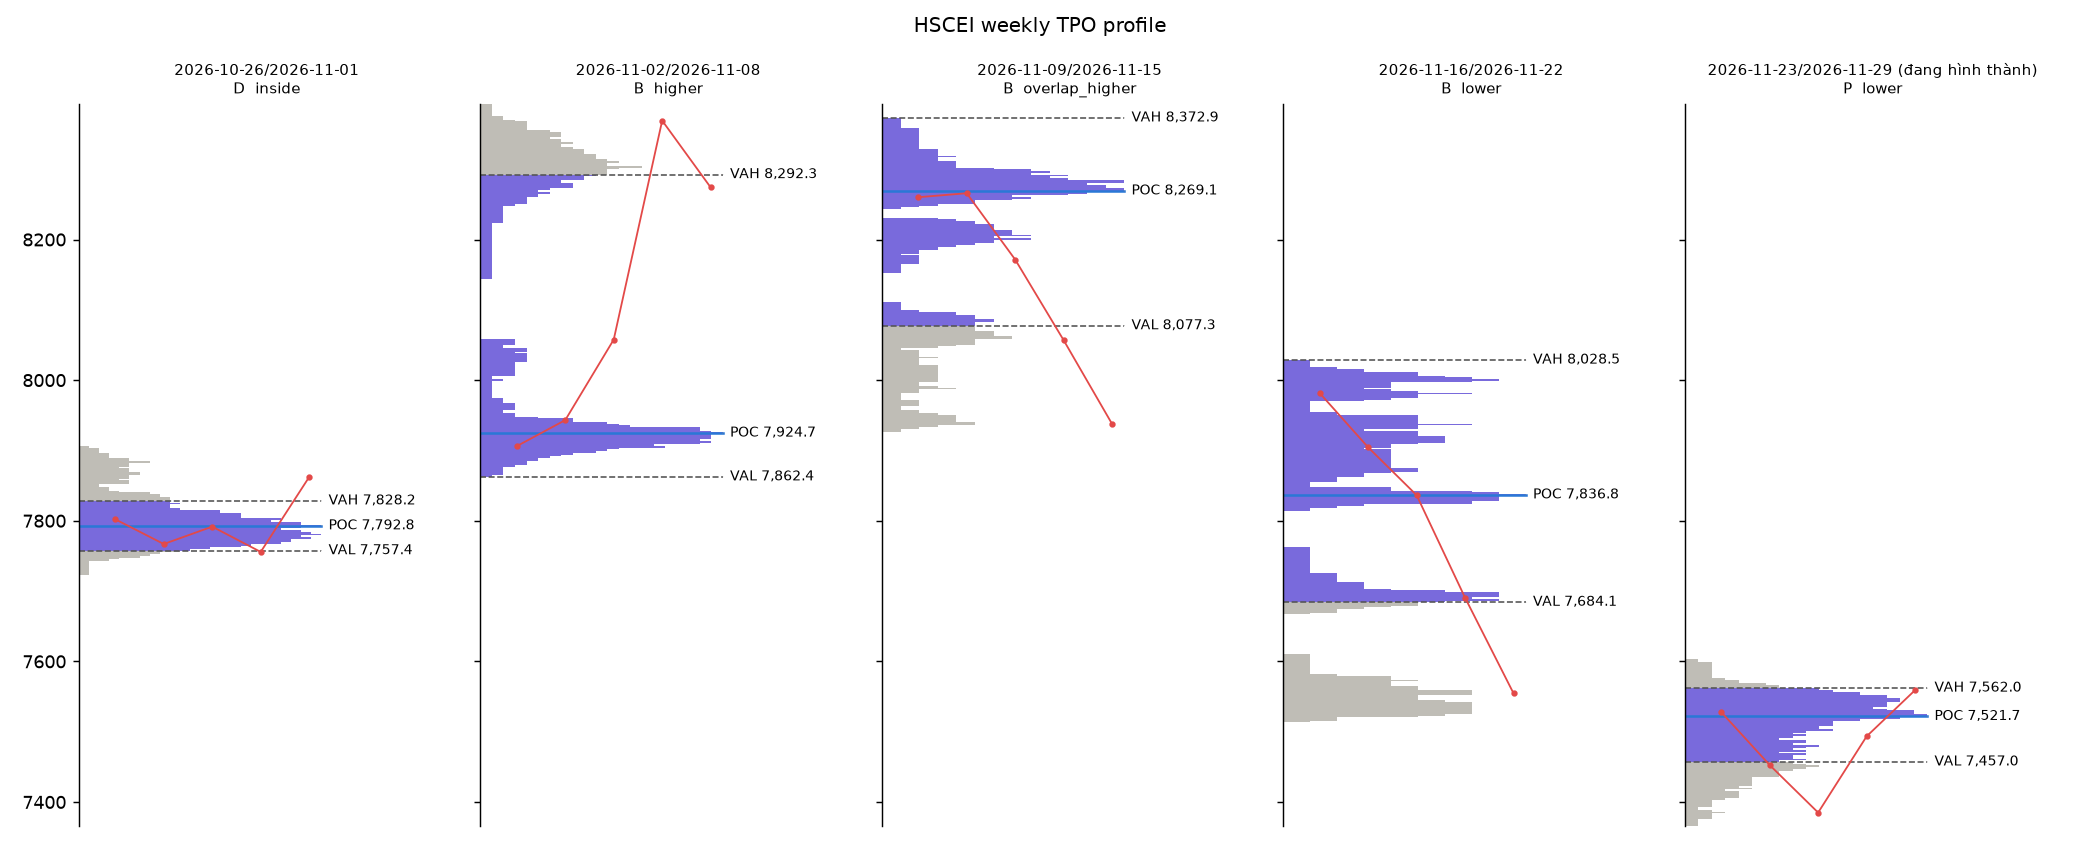 HSCEI weekly TPO profile
2026-10-26/2026-11-01
D  inside
2026-11-02/2026-11-08
B  higher
2026-11-09/2026-11-15
B  overlap_higher
2026-11-16/2026-11-22
B  lower
2026-11-23/2026-11-29 (đang hình thành)
P  lower
8200
8000
7800
7600
7400
VAH 7,828.2
POC 7,792.8
VAL 7,757.4
VAH 8,292.3
POC 7,924.7
VAL 7,862.4
VAH 8,372.9
POC 8,269.1
VAL 8,077.3
VAH 8,028.5
POC 7,836.8
VAL 7,684.1
VAH 7,562.0
POC 7,521.7
VAL 7,457.0